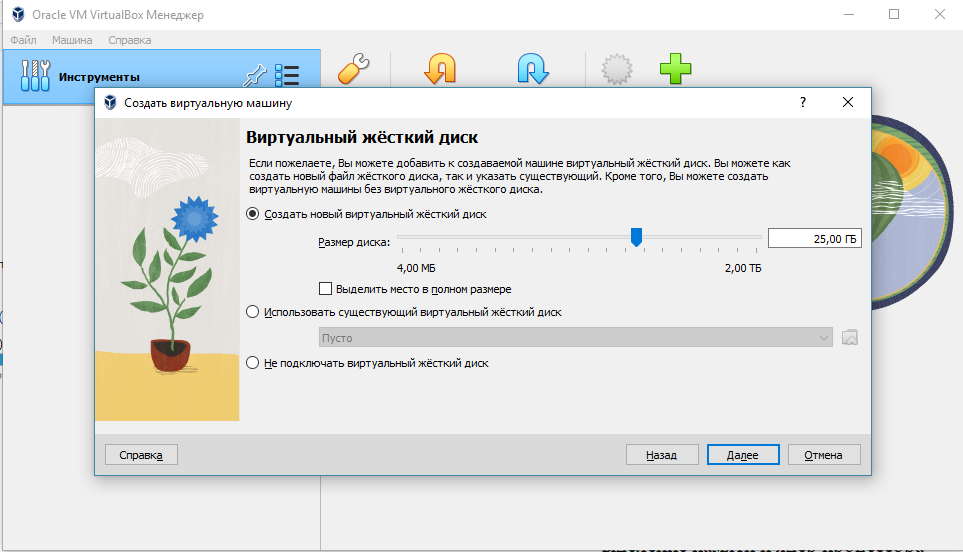 Oracle VM VirtualBox Менеджер
Файл Машина Справка
Инструменты
Создать виртуальную машину
?
Виртуальный жёсткий диск
Если пожелаете, Вы можете добавить к создаваемой машине виртуальный жёсткий диск. Вы можете как
создать новый файл жёсткого диска, так и указать существующий. Кроме того, Вы можете создать
виртуальную машины без виртуального жёсткого диска.
Создать новый виртуальный жёсткий диск
Размер диска:
25,00 ГБ
4,00 МБ 2,00 ТБ
Выделить место в полном размере
Использовать существующий виртуальный жёсткий диск
Пусто
Не подключать виртуальный жёсткий диск
Справка Назад Далее Отмена